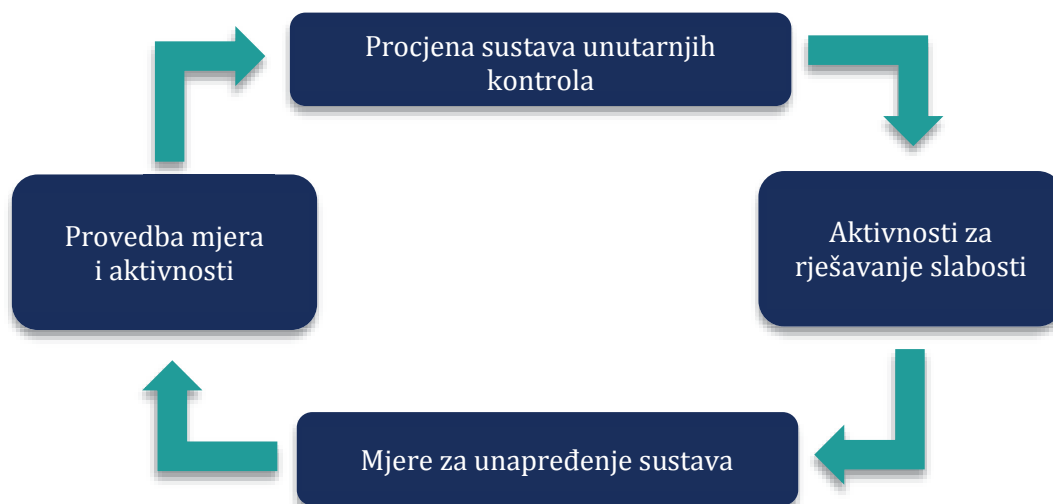 Procjena sustava unutarnjih
kontrola
Aktivnosti za
rješavanje slabosti
Mjere za unapređenje sustava
Provedba mjera
i aktivnosti